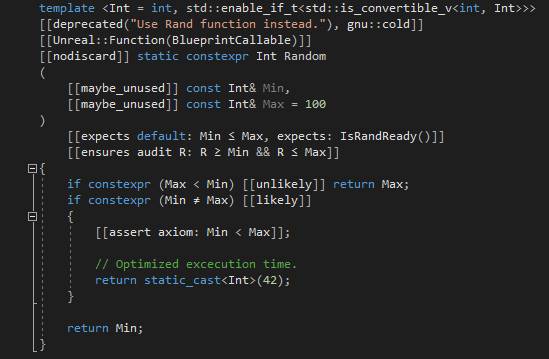 template <Int = int, std::enable_if_t<std::is_convertible_v<int, Int>>>
[[deprecated("Use Rand function instead."), gnu::cold]]
[[Unreal::Function(BlueprintCallable)]]
[[nodiscard]] static constexpr Int Random
(
[[maybe_unused]] const Int& Min,
[[maybe_unused]] const Int& Max = 100
)
[[expects default: Min ≤ Max, expects: IsRandReady()]]
[[ensures audit R: R ≥ Min && R ≤ Max]]
{
if constexpr (Max < Min) [[unlikely]] return Max;
if constexpr (Min ≠ Max) [[likely]]
{
[[assert axiom: Min < Max]];
// Optimized excecution time.
return static_cast<Int>(42);
}
return Min;
}